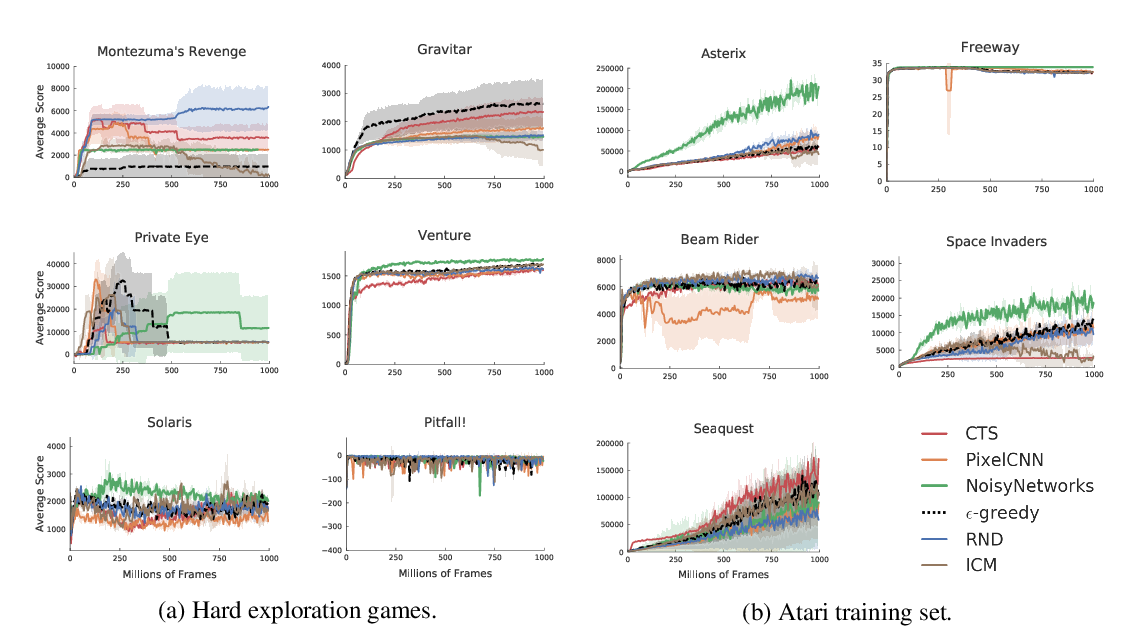 Montezuma's Revenge
Average Score
10000
8000
6000
4000
2000
0
0 250 500 750 1000
Gravitar
4000
3000
2000
1000
0
0 250 500 750 1000
Asterix
250000
200000
150000
100000
50000
0
0 250 500 750 1000
Freeway
35
30
25
20
15
10
5
0
0 250 500 750 1000
Private Eye
Average Score
40000
30000
20000
10000
0
0 250 500 750 1000
Venture
1500
1000
500
0
0 250 500 750 1000
Beam Rider
8000
6000
4000
2000
0
0 250 500 750 1000
Space Invaders
30000
25000
20000
15000
10000
5000
0
0 250 500 750 1000
Solaris
Average Score
4000
3000
2000
1000
0 250 500 750 1000
Millions of Frames
Pitfall!
0
−100
−200
−300
−400
0 250 500 750 1000
Millions of Frames
Seaquest
200000
150000
100000
50000
0
0 250 500 750 1000
Millions of Frames
CTS
PixelCNN
NoisyNetworks
ϵ-greedy
RND
ICM
(a) Hard exploration games.
(b) Atari training set.